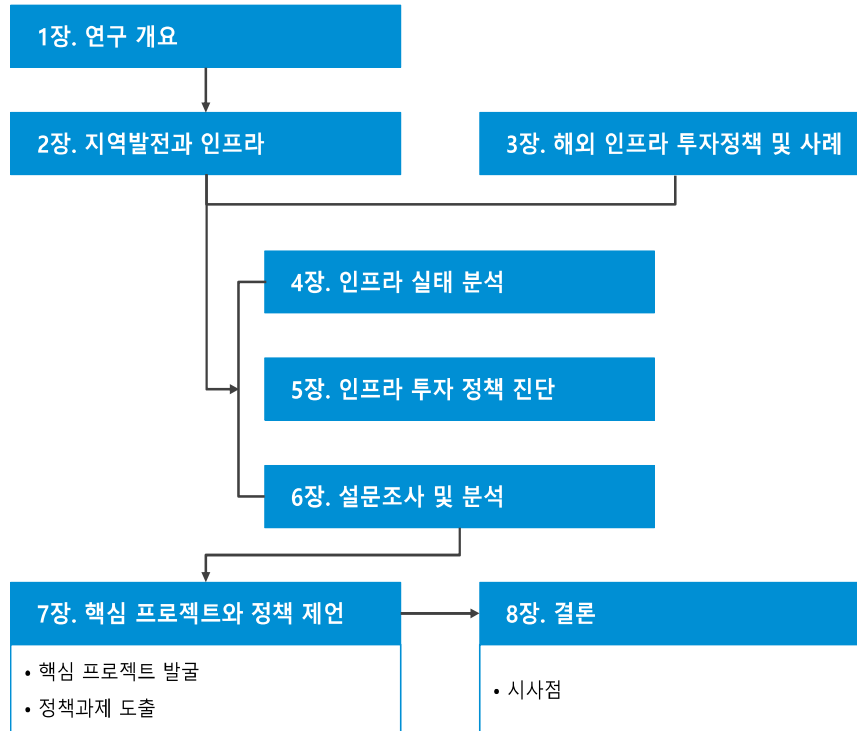 1장. 연구 개요
2장. 지역발전과 인프라
3장. 해외 인프라 투자정책 및 사례
4장. 인프라 실태 분석
5장. 인프라 투자 정책 진단
6장. 설문조사 및 분석
7장. 핵심 프로젝트와 정책 제언
• 핵심 프로젝트 발굴
• 정책과제 도출
8장. 결론
• 시사점